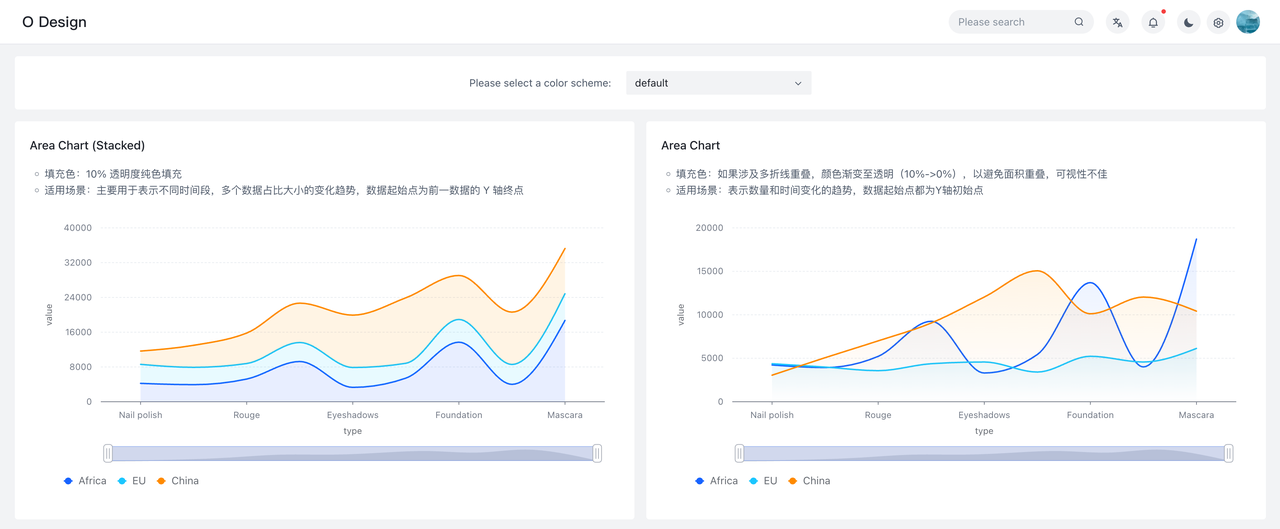 O Design
Please search
Please select a color scheme:
default
Area Chart (Stacked)
填充色：10% 透明度纯色填充
适用场景：主要用于表示不同时间段，多个数据占比大小的变化趋势，数据起始点为前一数据的 Y 轴终点
40000
32000
24000
16000
8000
0
value
Nail polish Rouge Eyeshadows Foundation Mascara
type
Africa EU China
Area Chart
填充色：如果涉及多折线重叠，颜色渐变至透明（10%->0%），以避免面积重叠，可视性不佳
适用场景：表示数量和时间变化的趋势，数据起始点都为Y轴初始点
20000
15000
10000
5000
0
value
Nail polish Rouge Eyeshadows Foundation Mascara
type
Africa EU China